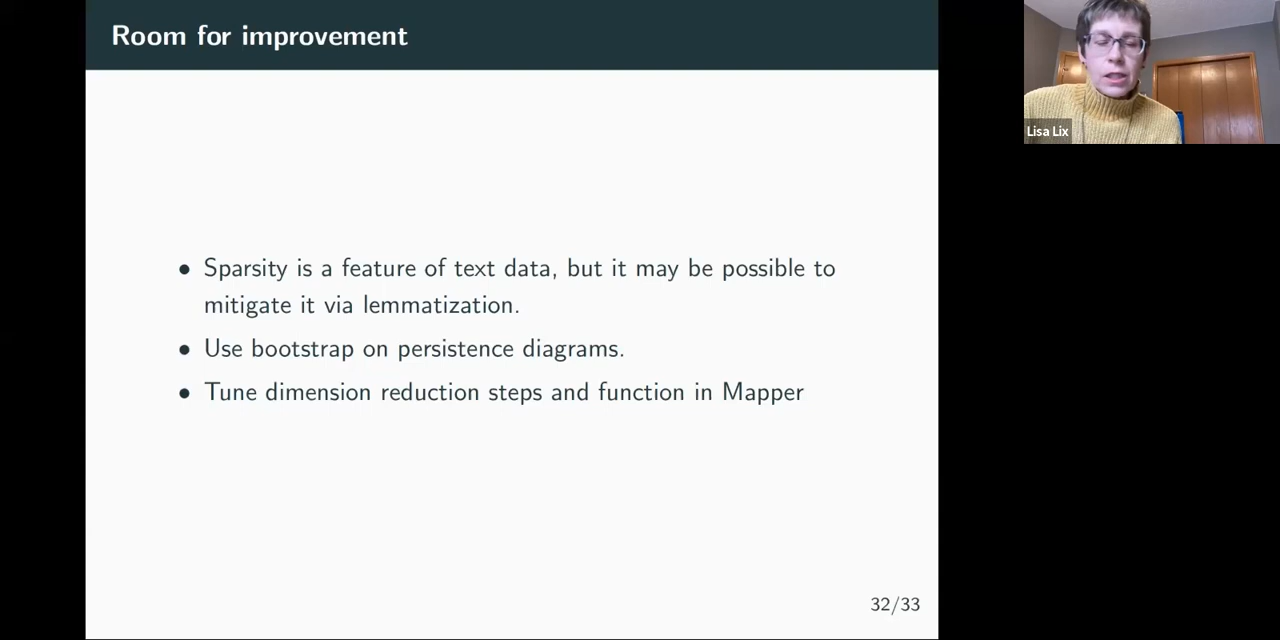 Room for improvement
Lisa Lix
• Sparsity is a feature of text data, but it may be possible to
mitigate it via lemmatization.
• Use bootstrap on persistence diagrams.
• Tune dimension reduction steps and function in Mapper
32/33